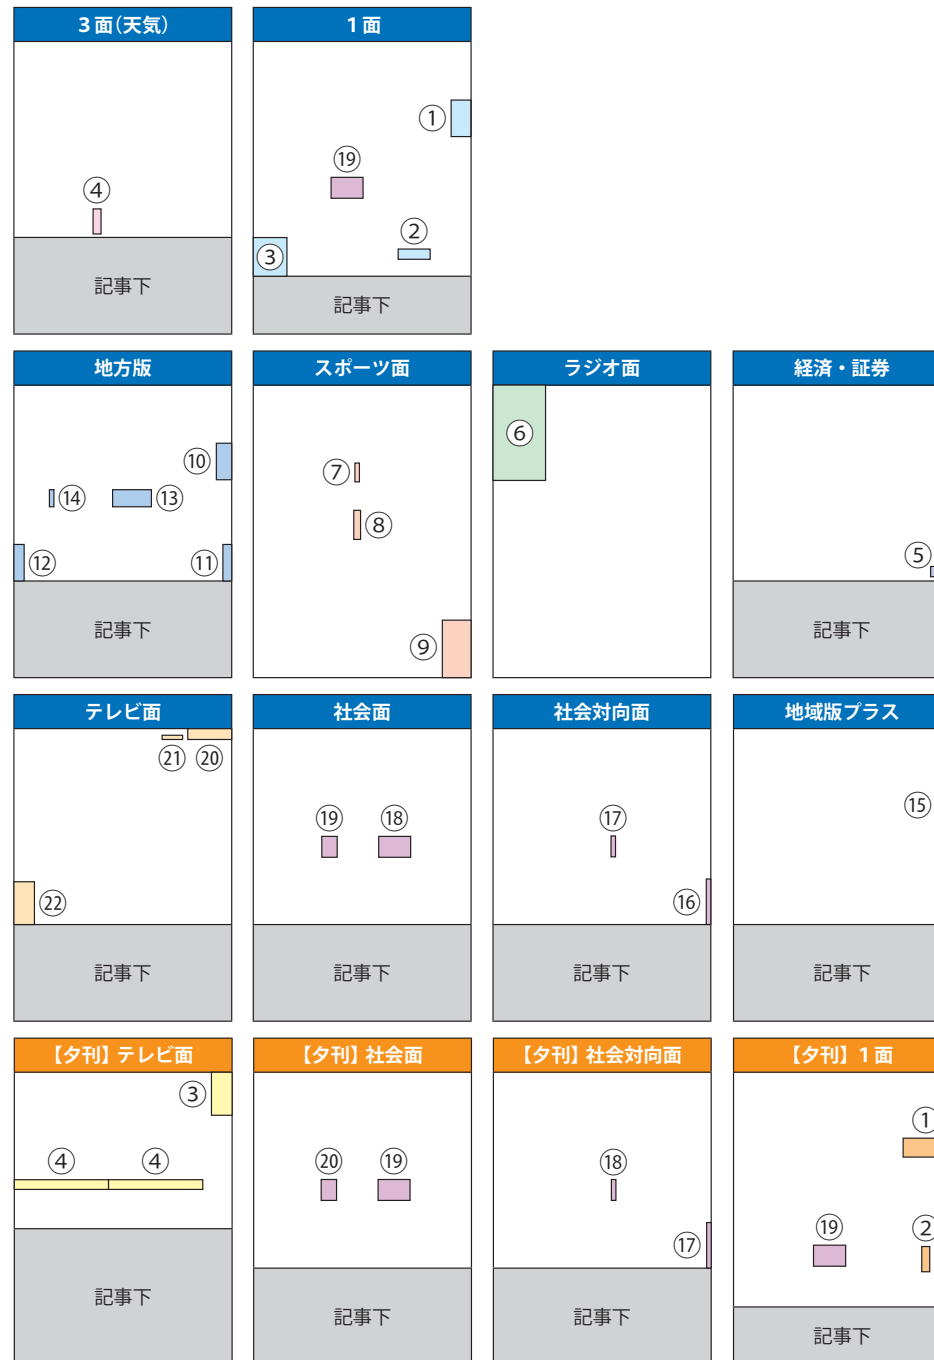 3面(天気)
④
記事下
1面
①
⑲
②
③
記事下
地方版
⑩
⑭
⑬
⑫
⑪
記事下
スポーツ面
⑦
⑧
⑨
ラジオ面
⑥
経済・証券
⑤
記事下
テレビ面
㉑
⑳
㉒
記事下
社会面
⑲
⑱
記事下
社会対向面
⑰
⑯
記事下
地域版プラス
⑮
記事下
【夕刊】テレビ面
③
④
④
記事下
【夕刊】社会面
⑳
⑲
記事下
【夕刊】社会対向面
⑱
⑰
記事下
【夕刊】1面
①
⑲
②
記事下